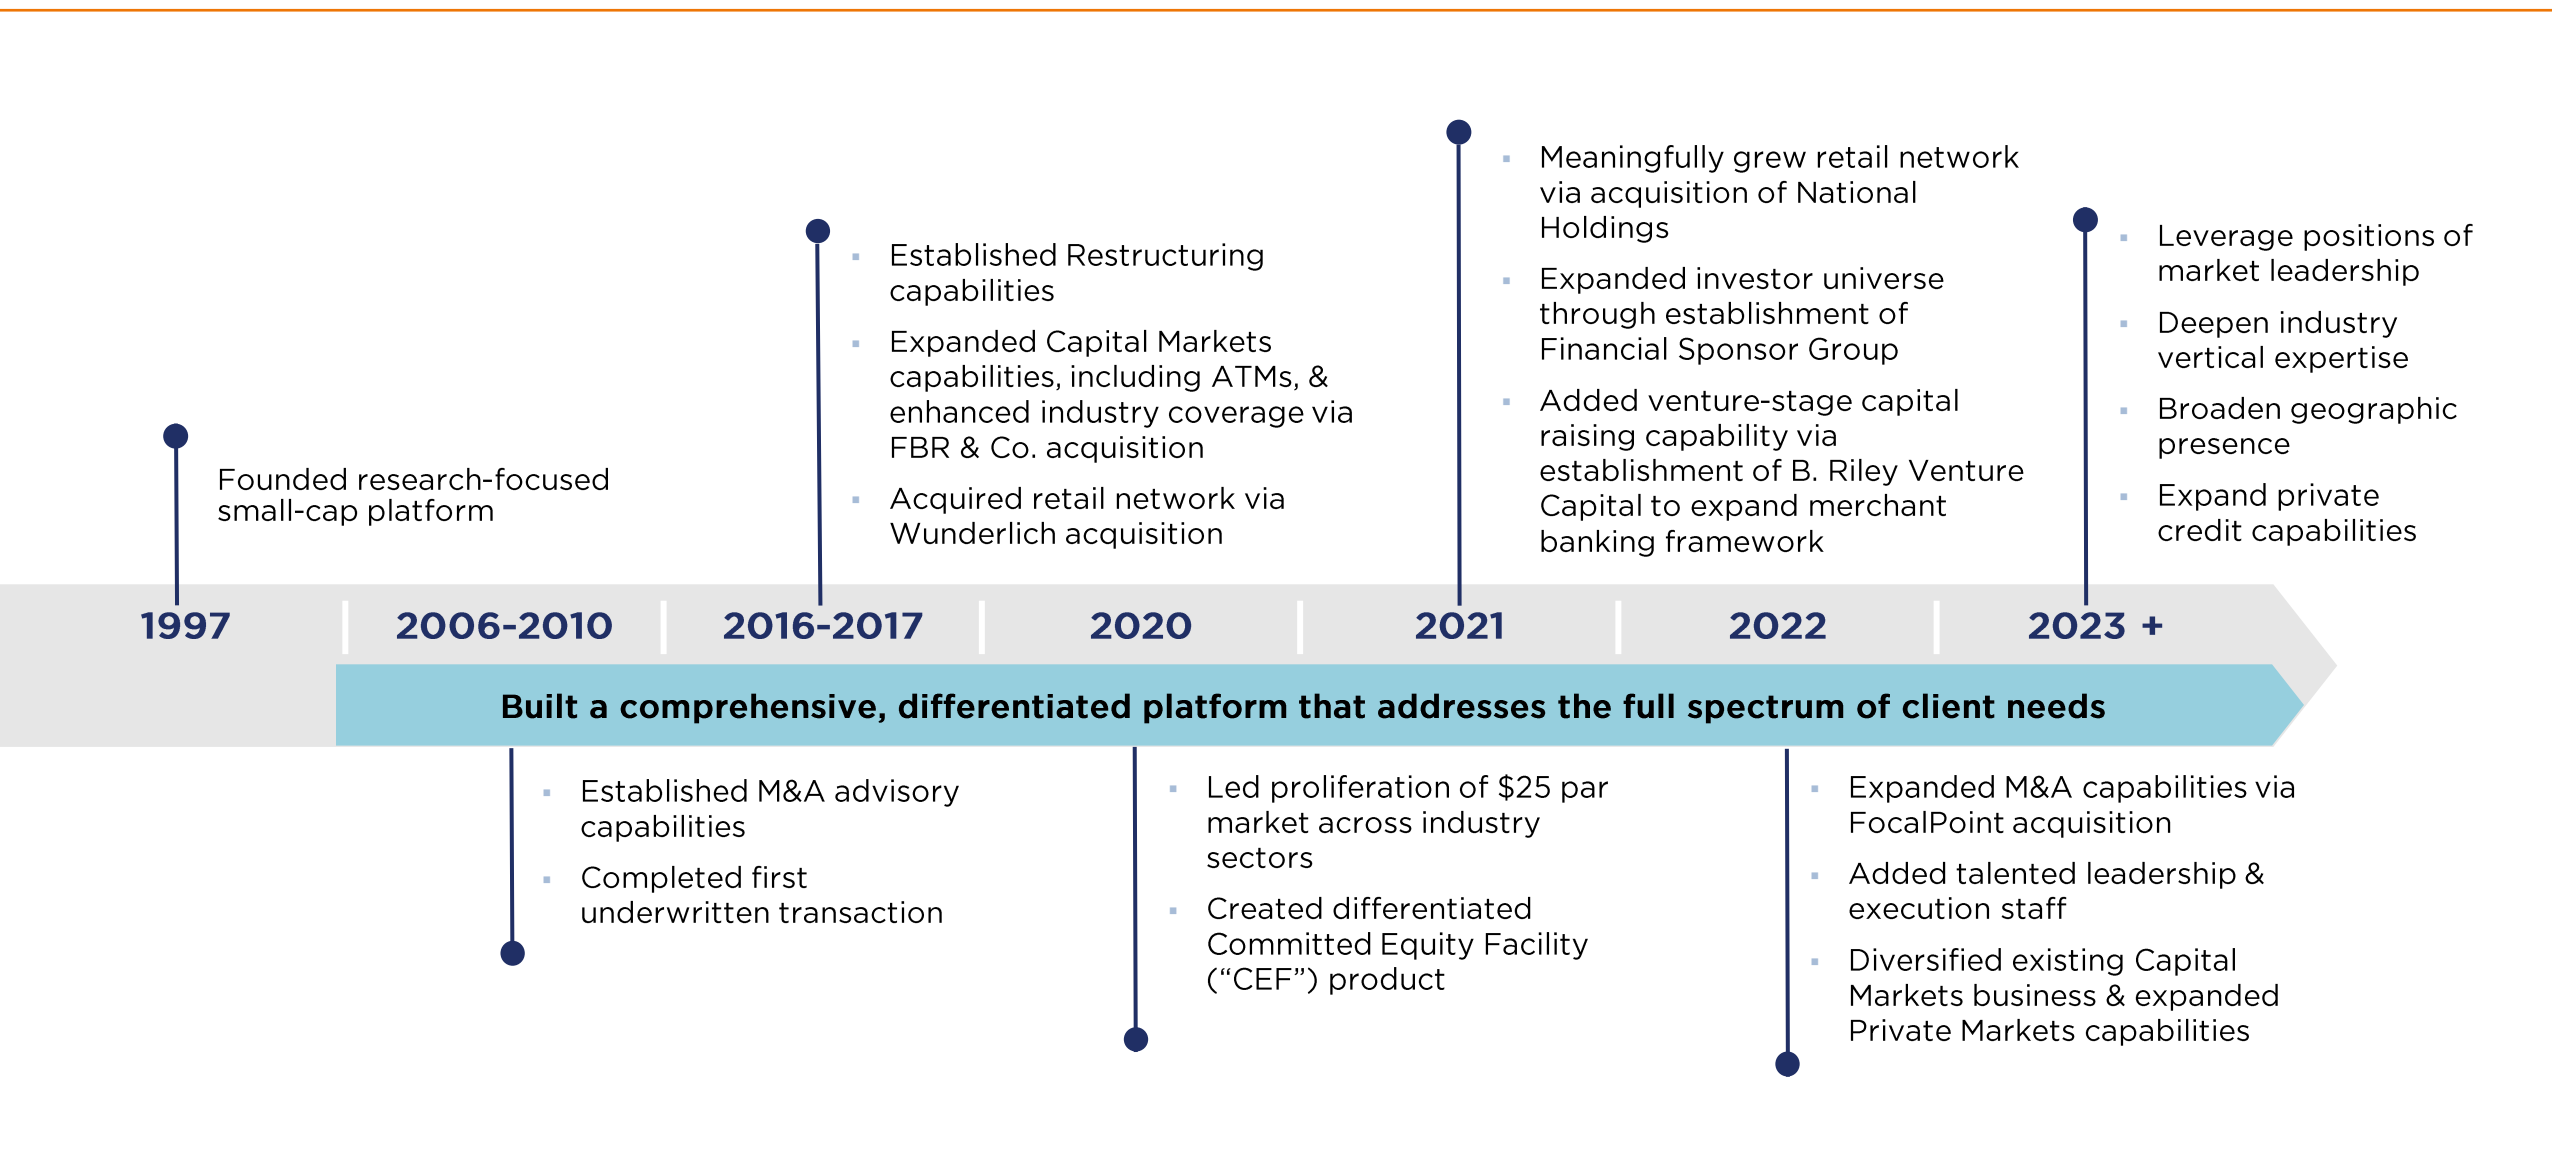 Meaningfully grew retail network
via acquisition of National
Holdings
Expanded investor universe
through establishment of
Financial Sponsor Group
Added venture-stage capital
raising capability via
establishment of B. Riley Venture
Capital to expand merchant
banking framework
Leverage positions of
market leadership
Deepen industry
vertical expertise
Broaden geographic
presence
Expand private
credit capabilities
Established Restructuring
capabilities
Expanded Capital Markets
capabilities, including ATMs, &
enhanced industry coverage via
FBR & Co. acquisition
Acquired retail network via
Wunderlich acquisition
Founded research-focused
small-cap platform
1997 2006-2010 2016-2017 2020 2021 2022 2023 +
Built a comprehensive, differentiated platform that addresses the full spectrum of client needs
Established M&A advisory
capabilities
Completed first
underwritten transaction
Led proliferation of $25 par
market across industry
sectors
Created differentiated
Committed Equity Facility
(“CEF”) product
Expanded M&A capabilities via
FocalPoint acquisition
Added talented leadership &
execution staff
Diversified existing Capital
Markets business & expanded
Private Markets capabilities